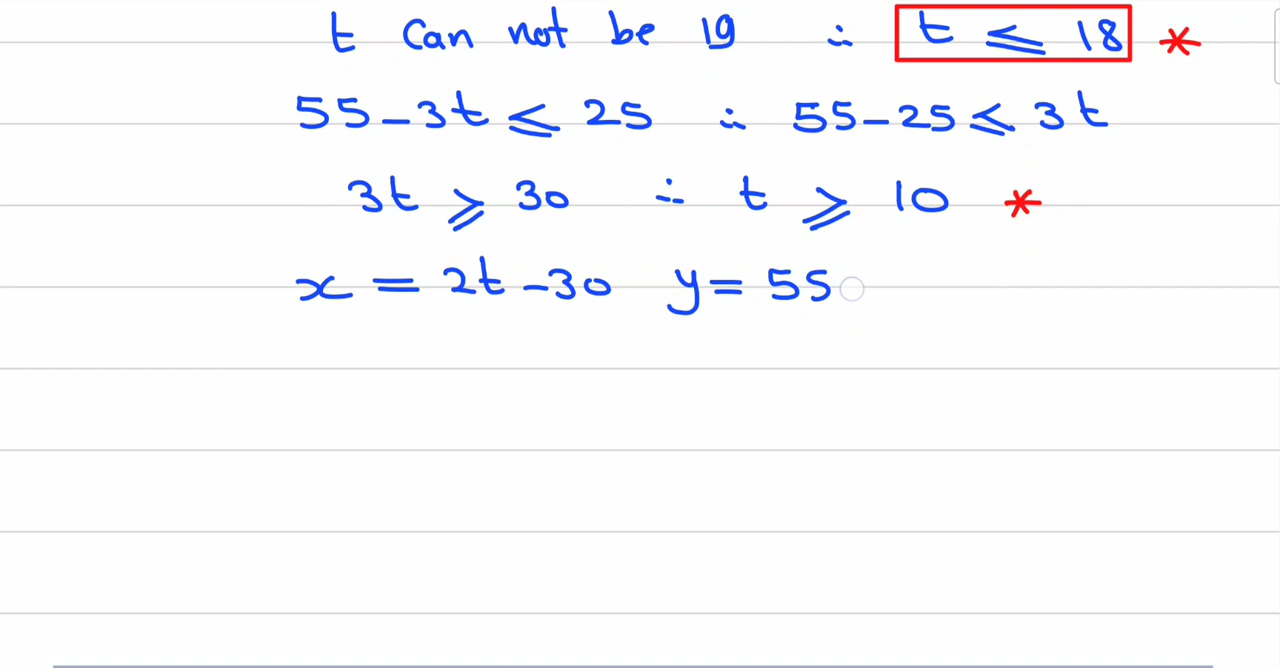 t can not be 19 ∴ t ⩽ 18 *
55-3t ⩽ 25 ∴ 55-25 ⩽ 3t
3t ⩾ 30 ∴ t ⩾ 10 *
x = 2t-30 y = 55